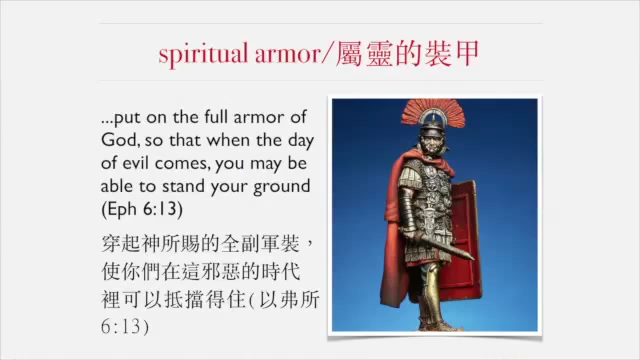 spiritual armor/屬靈的裝甲
...put on the full armor of
God, so that when the day
of evil comes, you may be
able to stand your ground
(Eph 6:13)
穿起神所賜的全副軍裝，
使你們在這邪惡的時代
裡可以抵擋得住(以弗所
6:13)